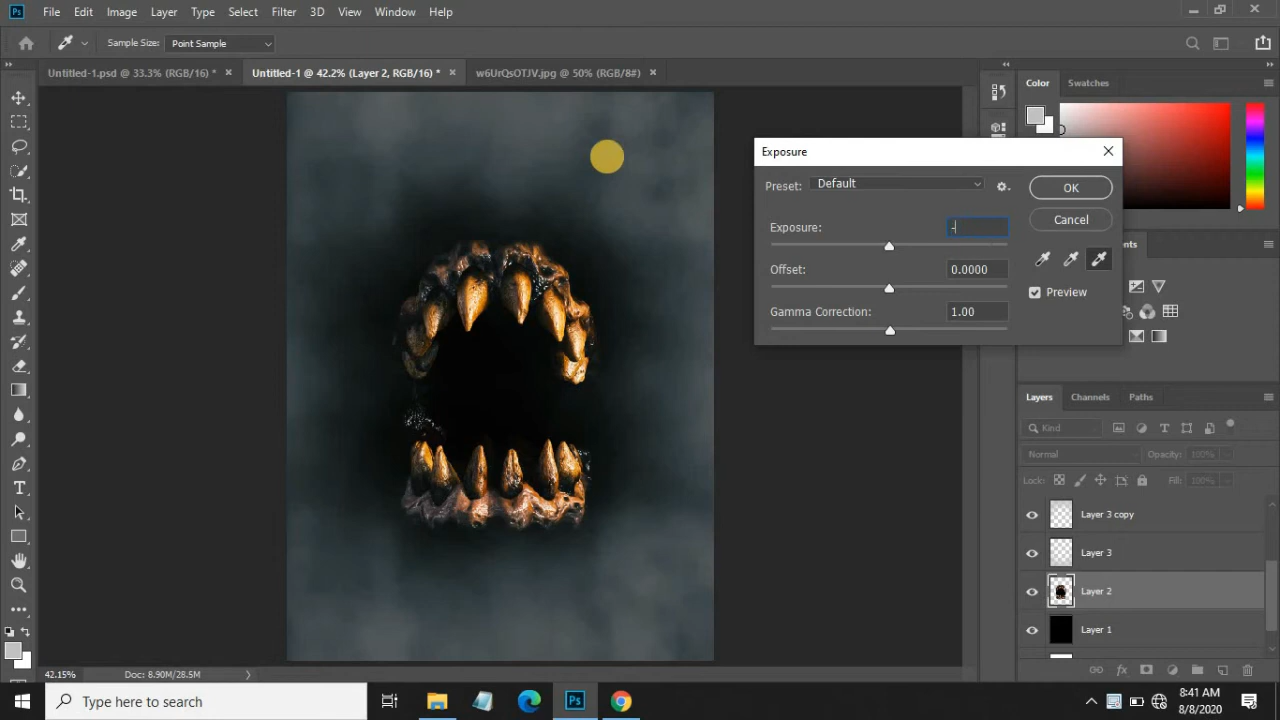 Ps File Edit Image Layer Type Select Filter 3D View Window Help
Sample Size: Point Sample
Untitled-1.psd @ 33.3% (RGB/16) * Untitled-1 @ 42.2% (Layer 2, RGB/16) * w6UrQsOTJV.jpg @ 50% (RGB/8#)
Color Swatches
Exposure
Preset: Default
OK
Exposure: -
Cancel
Offset: 0.0000
Preview
Gamma Correction: 1.00
Layers Channels Paths
Kind
Normal Opacity: 100%
Lock: Fill: 100%
Layer 3 copy
Layer 3
Layer 2
Layer 1
42.15% Doc: 8.90M/28.5M
Type here to search
Ps
8:41 AM
8/8/2020